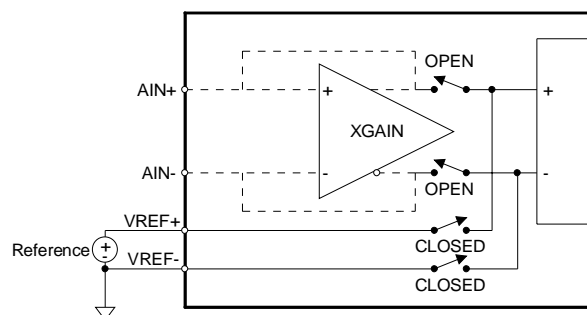 OPEN
AIN+
+
+
XGAIN
AIN-
-
-
OPEN
VREF+
Reference
+
-
CLOSED
VREF-
CLOSED